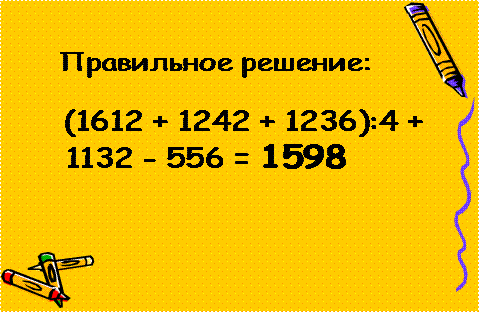 Правильное решение:
(1612 + 1242 + 1236):4 +
1132 – 556 = 1598